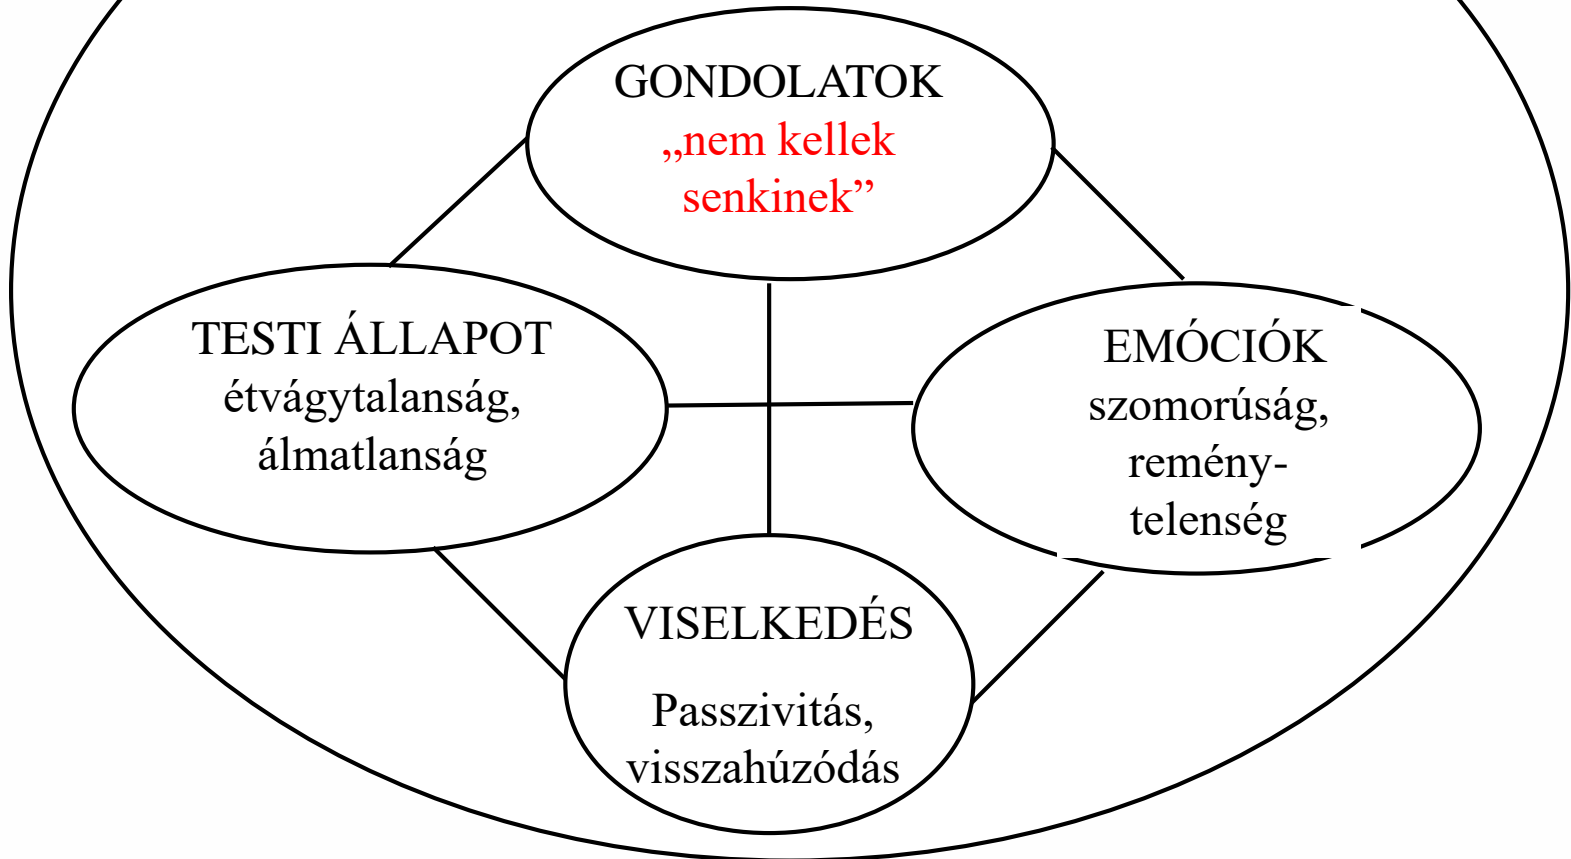 GONDOLATOK
„nem kellek
senkinek”
TESTI ÁLLAPOT
étvágytalanság,
álmatlanság
EMÓCIÓK
szomorúság,
remény-
telenség
VISELKEDÉS
Passzivitás,
visszahúzódás